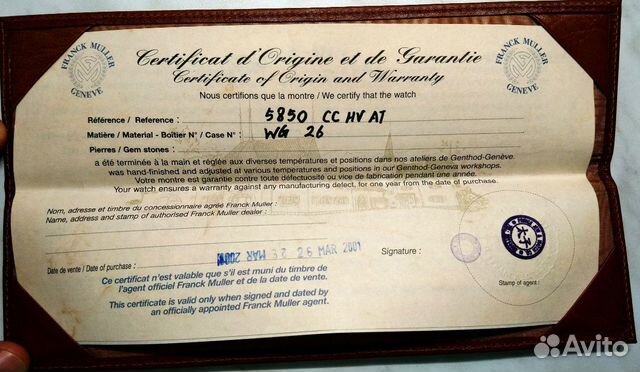 FRANCK MULLER
GENEVE
Certificat d'Origine et de Garantie
Certificate of Origin and Warranty
FRANCK MULLER
GENEVE
Nous certifions que la montre / We certify that the watch
Référence / Reference : 5850 CC HV AT
Matière / Material - Boîtier N° / Case N° : WG 26
Pierres / Gem stones :
a été terminée à la main et réglée aux diverses températures et positions dans nos ateliers de Genthod-Genève.
was hand-finished and adjusted at various temperatures and positions in our Genthod-Geneva workshops.
Votre montre est garantie contre toute défectuosité ou vice de fabrication pendant une année.
Your watch ensures a warranty against any manufacturing defect, for one year from the date of purchase.
Nom, adresse et timbre du concessionnaire agréé Franck Muller :
Name, address and stamp of authorised Franck Muller dealer :
Date de vente / Date of purchase : 26 MAR 2001
Signature :
Stamp of agent :
Ce certificat n'est valable que s'il est muni du timbre de
l'agent officiel Franck Muller et de la date de vente.
This certificate is valid only when signed and dated by
an officially appointed Franck Muller agent.
Avito